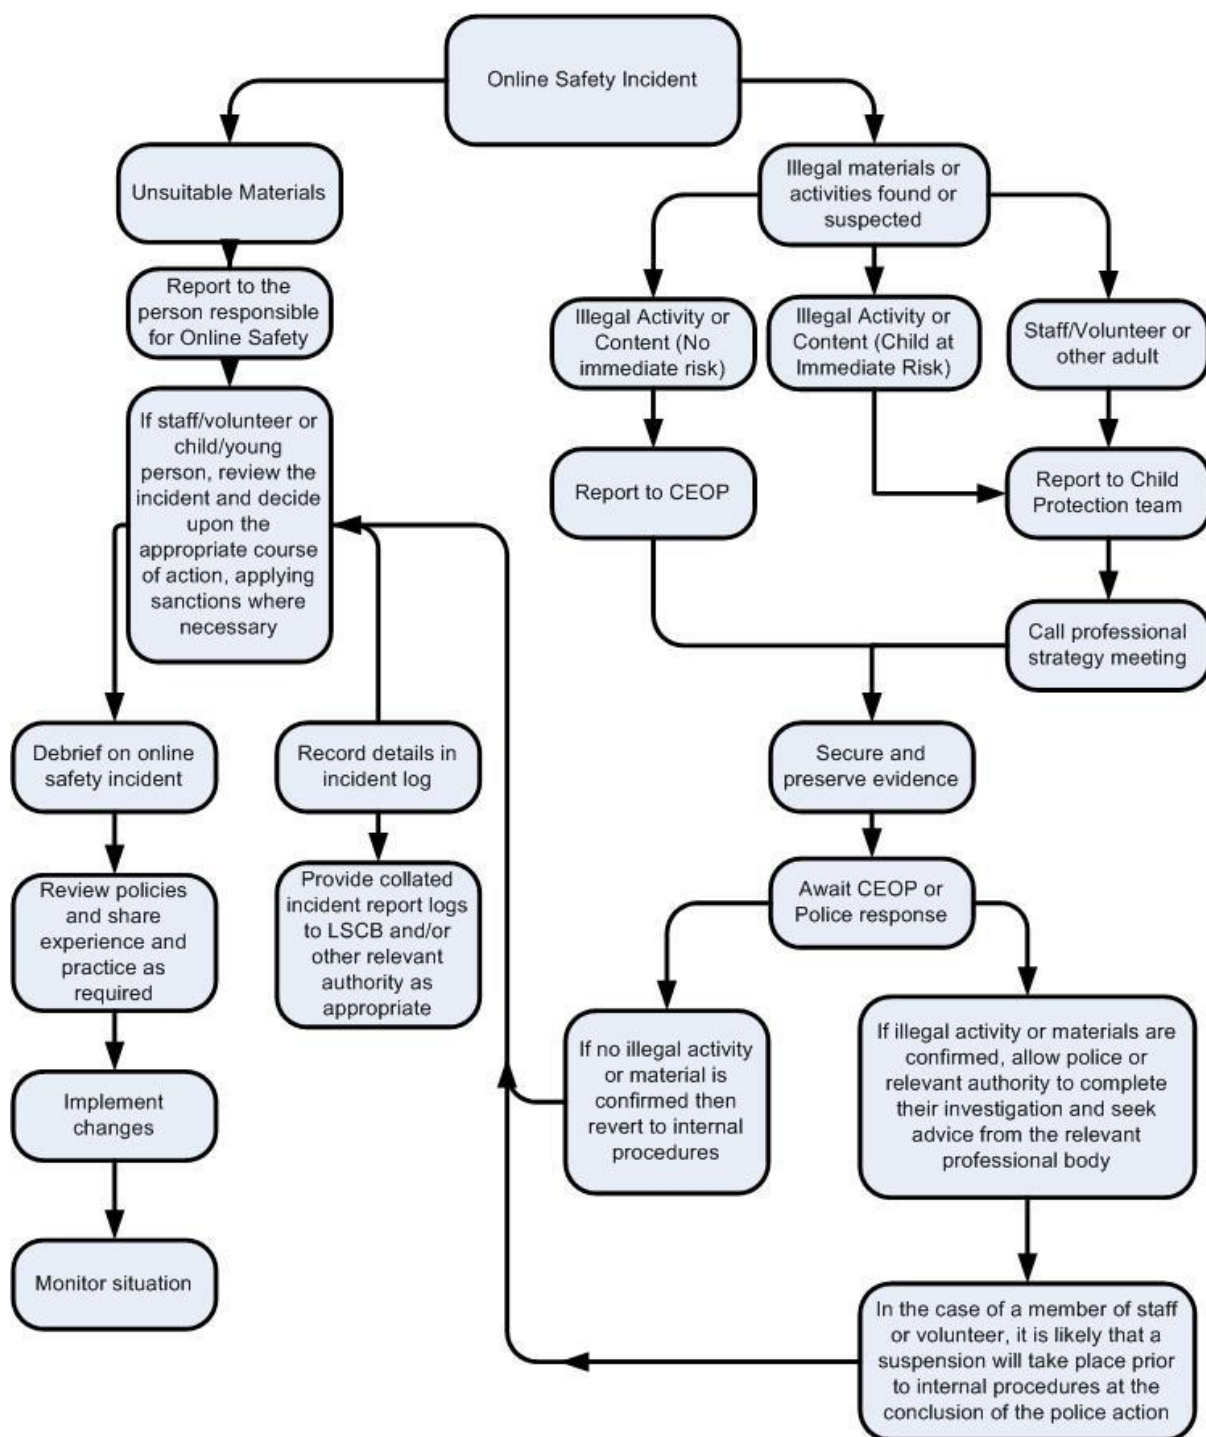 Online Safety Incident
Unsuitable Materials
Illegal materials or
activities found or
suspected
Report to the
person responsible
for Online Safety
Illegal Activity or
Content (No
immediate risk)
Illegal Activity or
Content (Child at
Immediate Risk)
Staff/Volunteer or
other adult
If staff/volunteer or
child/young
person, review the
incident and decide
upon the
appropriate course
of action, applying
sanctions where
necessary
Report to CEOP
Report to Child
Protection team
Call professional
strategy meeting
Debrief on online
safety incident
Record details in
incident log
Secure and
preserve evidence
Review policies
and share
experience and
practice as
required
Provide collated
incident report logs
to LSCB and/or
other relevant
authority as
appropriate
Await CEOP or
Police response
If no illegal activity
or material is
confirmed then
revert to internal
procedures
If illegal activity or materials are
confirmed, allow police or
relevant authority to complete
their investigation and seek
advice from the relevant
professional body
Implement
changes
Monitor situation
In the case of a member of staff
or volunteer, it is likely that a
suspension will take place prior
to internal procedures at the
conclusion of the police action